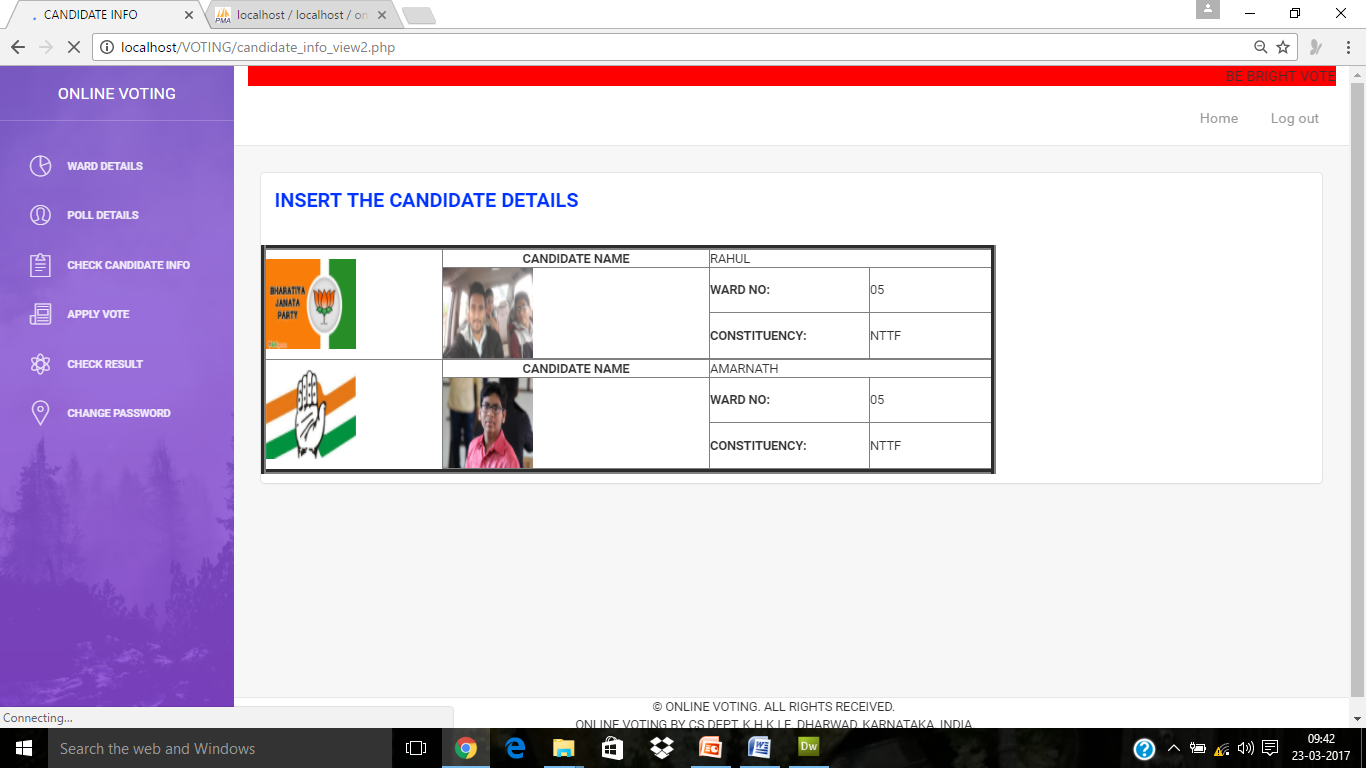 CANDIDATE INFO
PMA
localhost / localhost / on
localhost/VOTING/candidate_info_view2.php
ONLINE VOTING
BE BRIGHT VOTE
Home
Log out
WARD DETAILS
POLL DETAILS
CHECK CANDIDATE INFO
APPLY VOTE
CHECK RESULT
CHANGE PASSWORD
INSERT THE CANDIDATE DETAILS
BHARATIYA
JANATA
PARTY
CANDIDATE NAME
RAHUL
WARD NO:
05
CONSTITUENCY:
NTTF
CANDIDATE NAME
AMARNATH
WARD NO:
05
CONSTITUENCY:
NTTF
© ONLINE VOTING. ALL RIGHTS RECEIVED.
ONLINE VOTING BY CS DEPT, K.H.K.I.E, DHARWAD, KARNATAKA, INDIA.
Connecting...
Search the web and Windows
Dw
09:42
23-03-2017